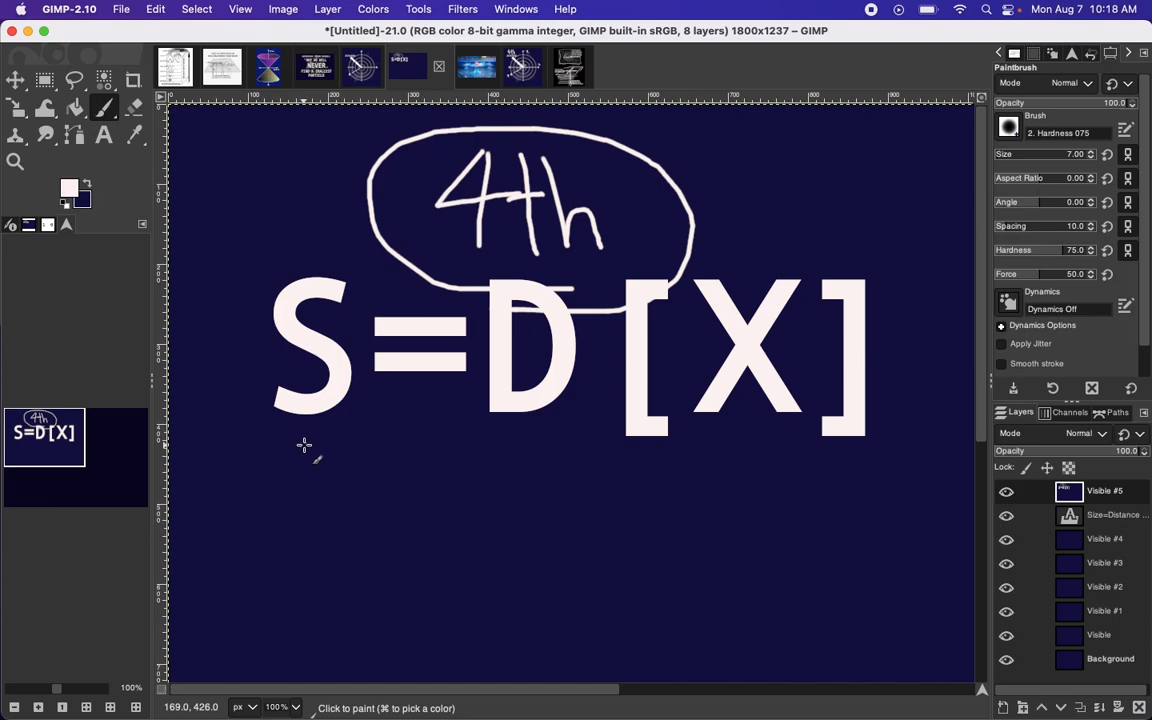 GIMP-2.10 File Edit Select View Image Layer Colors Tools Filters Windows Help Mon Aug 7 10:18 AM
*[Untitled]-21.0 (RGB color 8-bit gamma integer, GIMP built-in sRGB, 8 layers) 1800x1237 – GIMP
4th
S=D[X]
Paintbrush
Mode Normal
Opacity 100.0
Brush
2. Hardness 075
Size 7.00
Aspect Ratio 0.00
Angle 0.00
Spacing 10.0
Hardness 75.0
Force 50.0
Dynamics
Dynamics Off
Dynamics Options
Apply Jitter
Smooth stroke
Layers Channels Paths
Mode Normal
Opacity 100.0
Lock:
Visible #5
Size=Distance ...
Visible #4
Visible #3
Visible #2
Visible #1
Visible
Background
100%
169.0, 426.0 px 100% Click to paint (⌘ to pick a color)